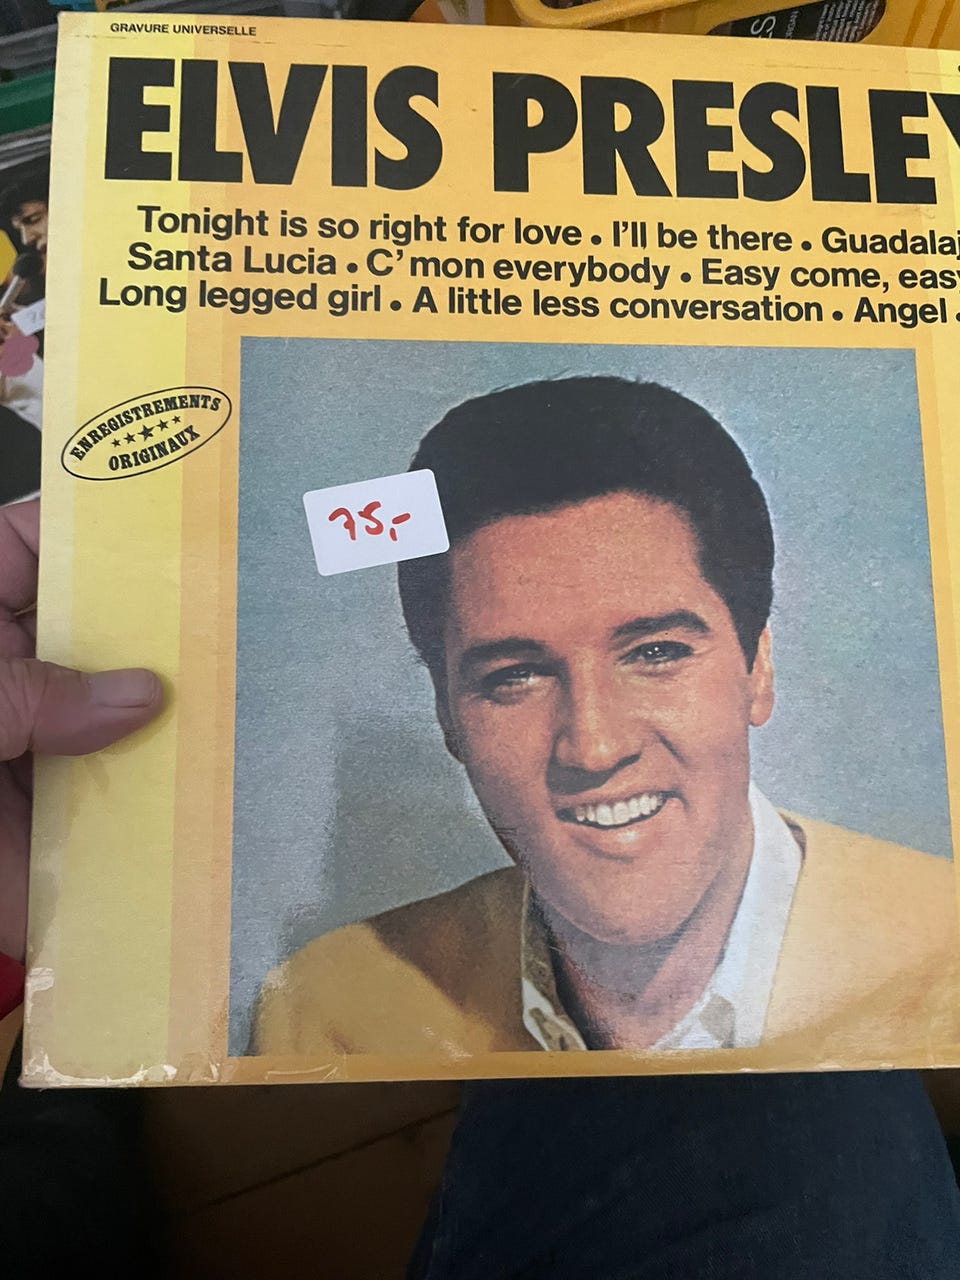 GRAVURE UNIVERSELLE
ELVIS PRESLEY
Tonight is so right for love • I'll be there • Guadalaj
Santa Lucia • C'mon everybody • Easy come, easy
Long legged girl • A little less conversation • Angel •
ENREGISTREMENTS
ORIGINAUX
75,-